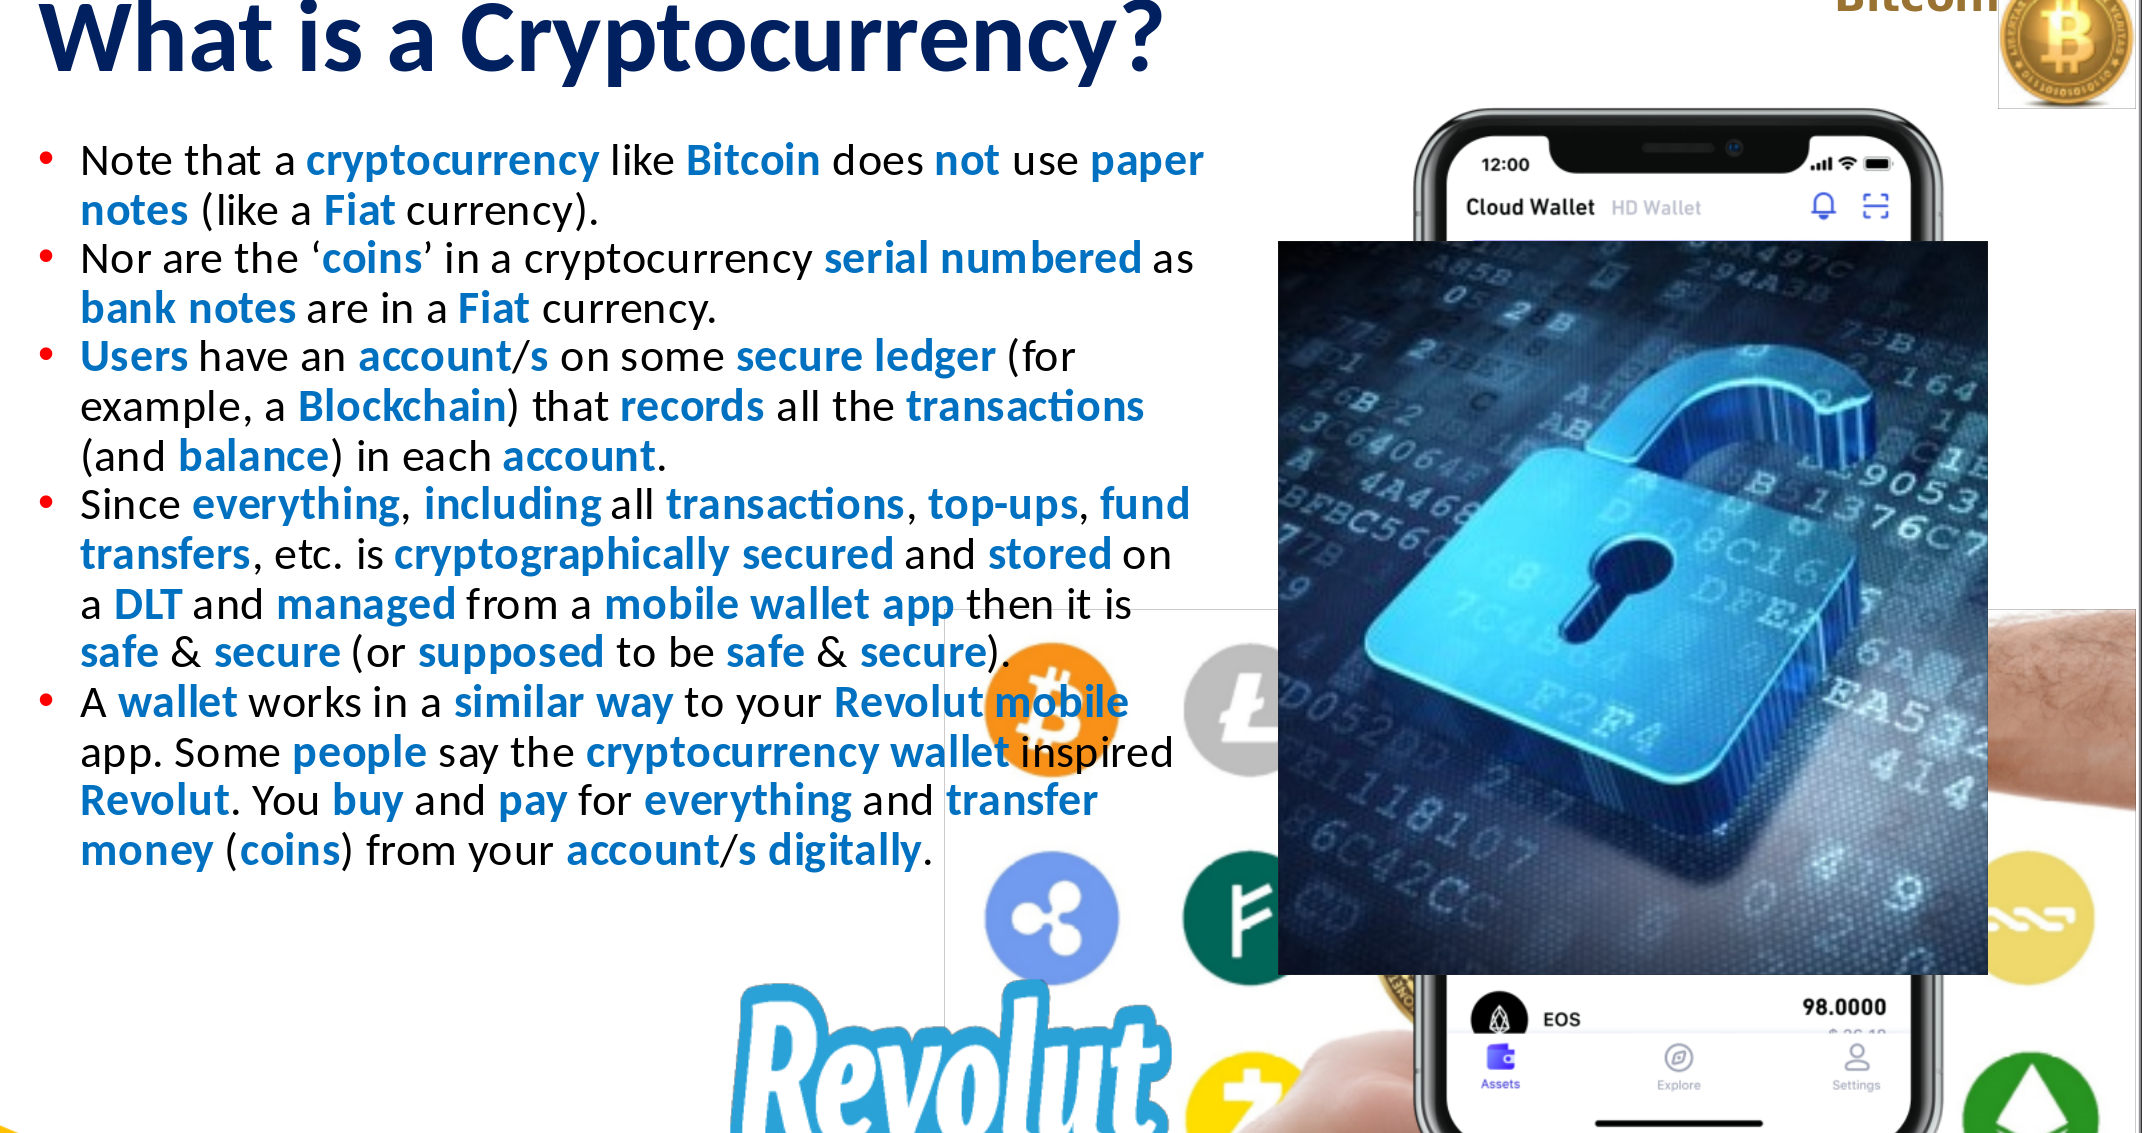 What is a Cryptocurrency?
Bitcoin
• Note that a cryptocurrency like Bitcoin does not use paper
notes (like a Fiat currency).
• Nor are the ‘coins’ in a cryptocurrency serial numbered as
bank notes are in a Fiat currency.
• Users have an account/s on some secure ledger (for
example, a Blockchain) that records all the transactions
(and balance) in each account.
• Since everything, including all transactions, top-ups, fund
transfers, etc. is cryptographically secured and stored on
a DLT and managed from a mobile wallet app then it is
safe & secure (or supposed to be safe & secure).
• A wallet works in a similar way to your Revolut mobile
app. Some people say the cryptocurrency wallet inspired
Revolut. You buy and pay for everything and transfer
money (coins) from your account/s digitally.
Revolut
12:00
Cloud Wallet HD Wallet
EOS 98.0000
Assets Explore Settings